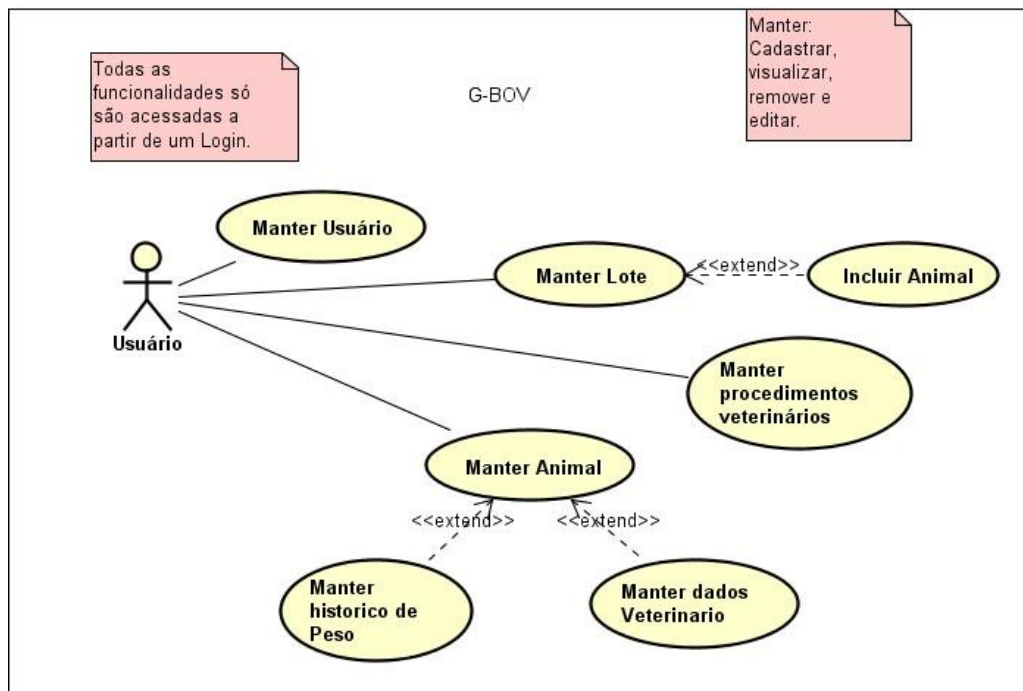 Todas as
funcionalidades só
são acessadas a
partir de um Login.
G-BOV
Manter:
Cadastrar,
visualizar,
remover e
editar.
Manter Usuário
Manter Lote
<<extend>>
Incluir Animal
Usuário
Manter
procedimentos
veterinários
Manter Animal
<<extend>>
<<extend>>
Manter
historico de
Peso
Manter dados
Veterinario